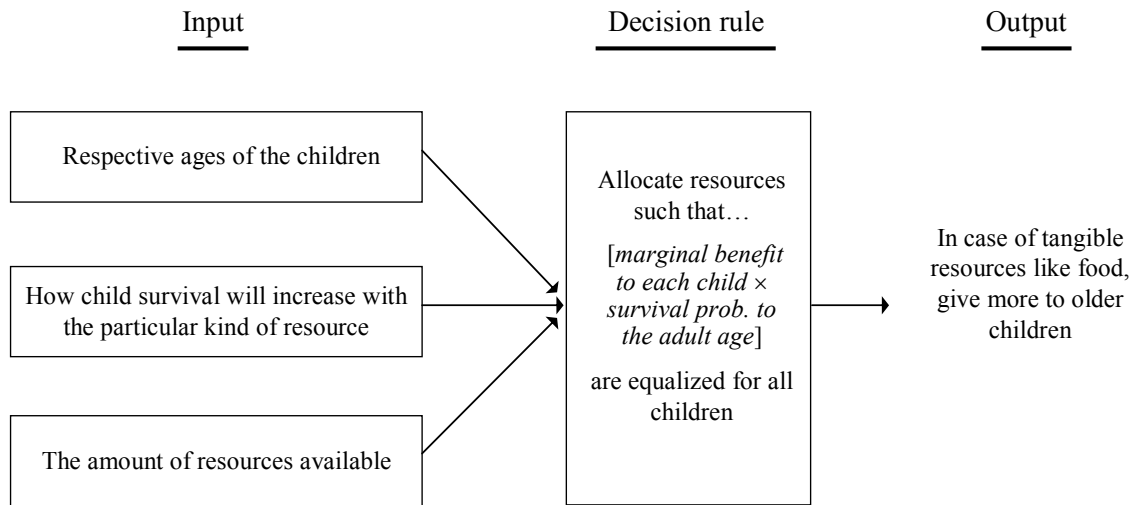 Input
Decision rule
Output
Respective ages of the children
How child survival will increase with
the particular kind of resource
The amount of resources available
Allocate resources
such that…
[marginal benefit
to each child ×
survival prob. to
the adult age]
are equalized for all
children
In case of tangible
resources like food,
give more to older
children